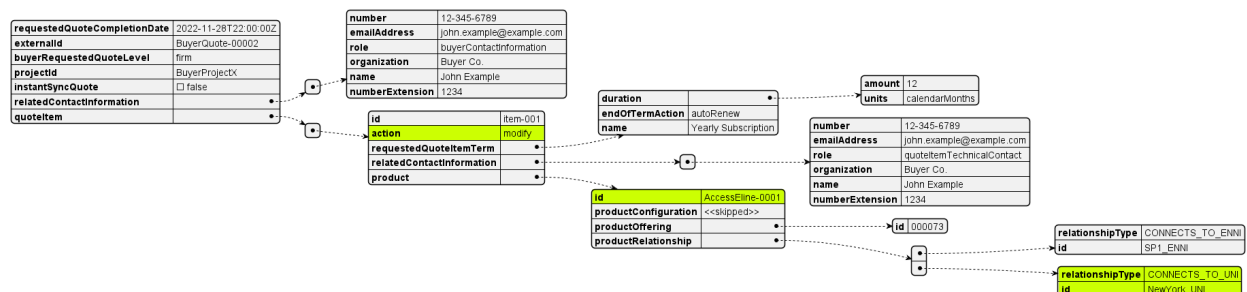 requestedQuoteCompletionDate 2022-11-28T22:00:00Z
externalId BuyerQuote-00002
buyerRequestedQuoteLevel firm
projectId BuyerProjectX
instantSyncQuote ☐ false
relatedContactInformation
quoteItem
number 12-345-6789
emailAddress john.example@example.com
role buyerContactInformation
organization Buyer Co.
name John Example
numberExtension 1234
id item-001
action modify
requestedQuoteItemTerm
relatedContactInformation
product
duration
endOfTermAction autoRenew
name Yearly Subscription
amount 12
units calendarMonths
number 12-345-6789
emailAddress john.example@example.com
role quoteItemTechnicalContact
organization Buyer Co.
name John Example
numberExtension 1234
id AccessEline-0001
productConfiguration <<skipped>>
productOffering
productRelationship
id 000073
relationshipType CONNECTS_TO_ENNI
id SP1_ENNI
relationshipType CONNECTS_TO_UNI
id NewYork_UNI